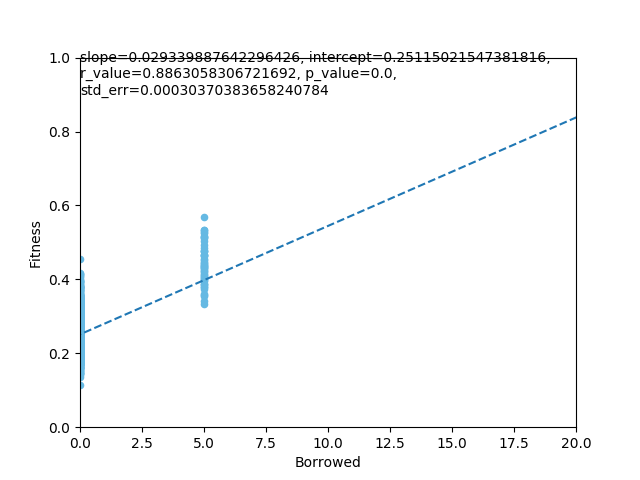 slope=0.029339887642296426, intercept=0.25115021547381816,
r_value=0.8863058306721692, p_value=0.0,
std_err=0.00030370383658240784
1.0
0.8
0.6
0.4
0.2
0.0
Fitness
0.0 2.5 5.0 7.5 10.0 12.5 15.0 17.5 20.0
Borrowed